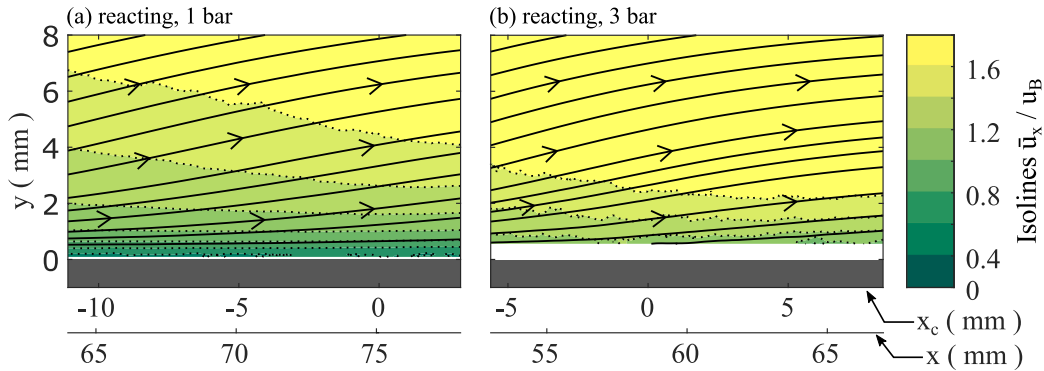 (a) reacting, 1 bar
(b) reacting, 3 bar
8
6
4
2
0
y ( mm )
-10 -5 0
-5 0 5
65 70 75
55 60 65
x_c ( mm )
x ( mm )
1.6
1.2
0.8
0.4
0
Isolines ū_x / u_B